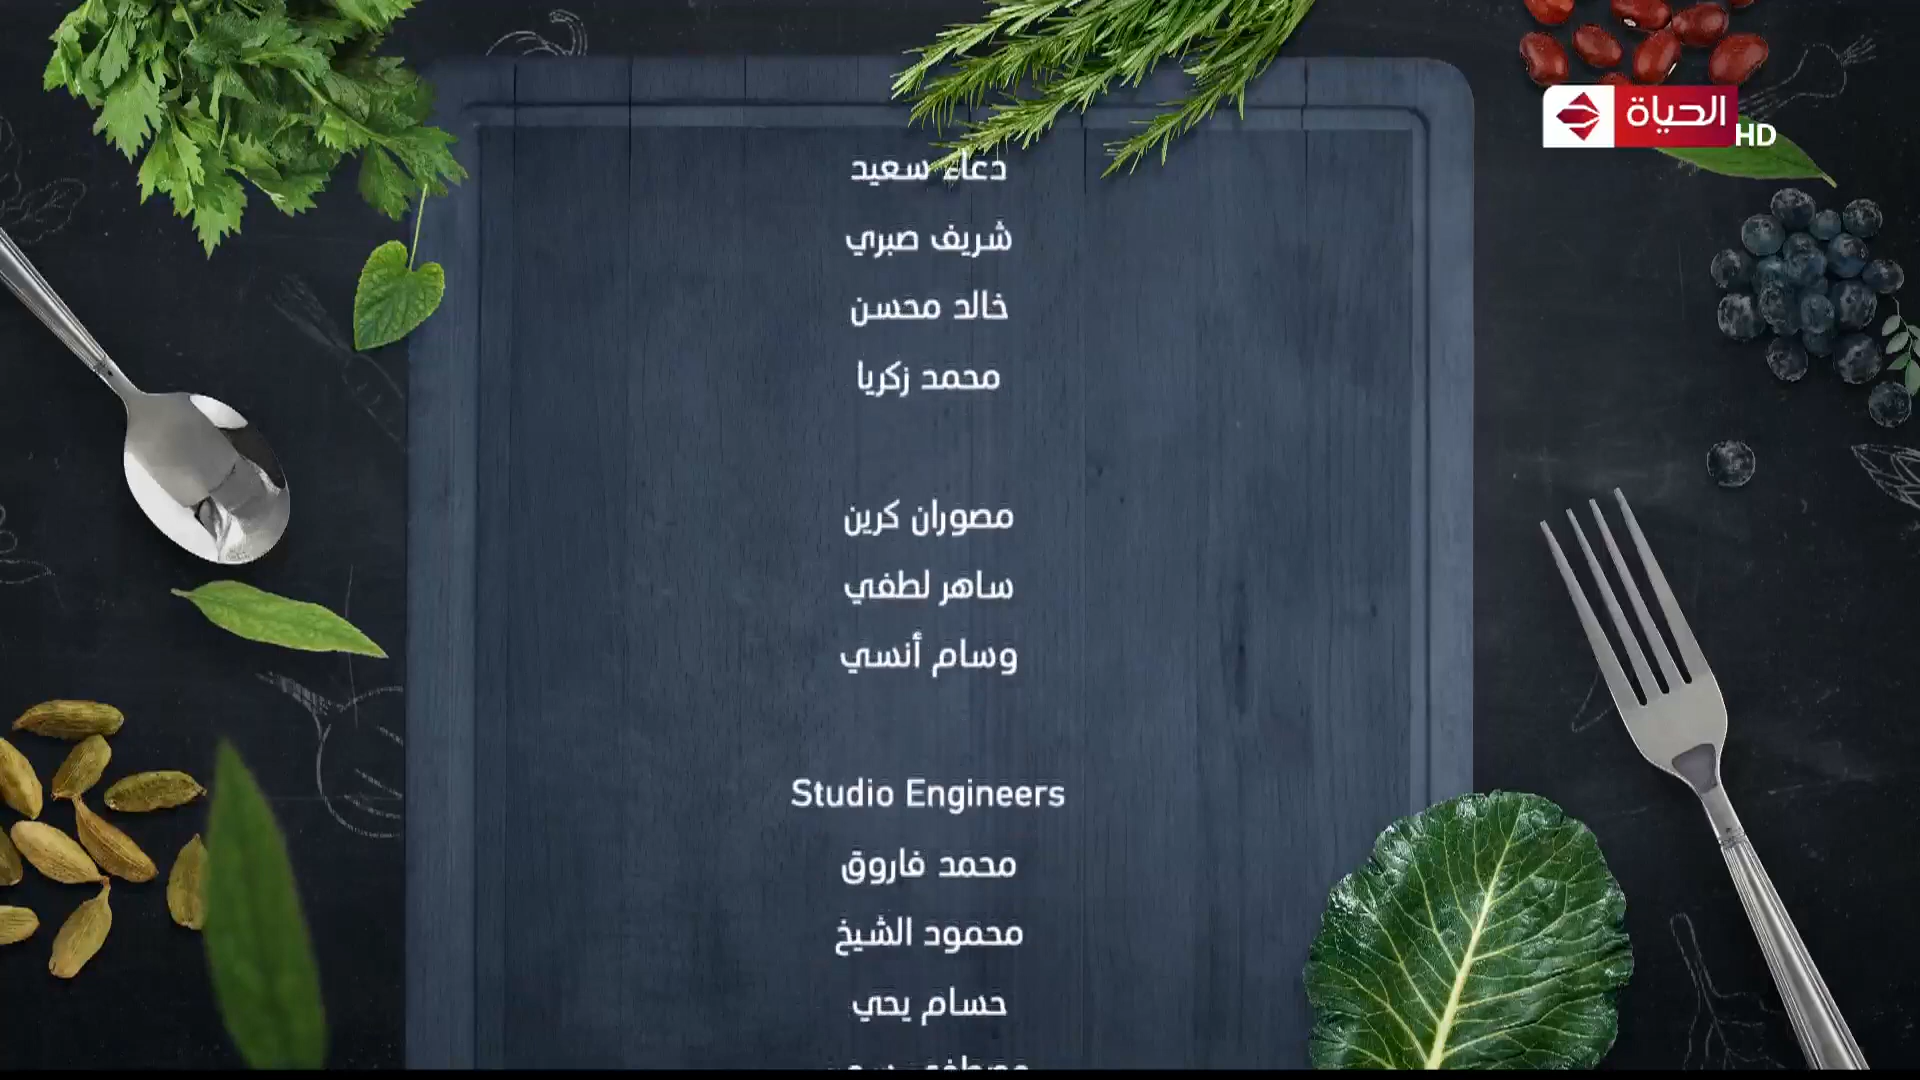 الحياة
HD
دعاء سعيد
شريف صبري
خالد محسن
محمد زكريا
مصوران كرين
ساهر لطفي
وسام أنسي
Studio Engineers
محمد فاروق
محمود الشيخ
حسام يحي